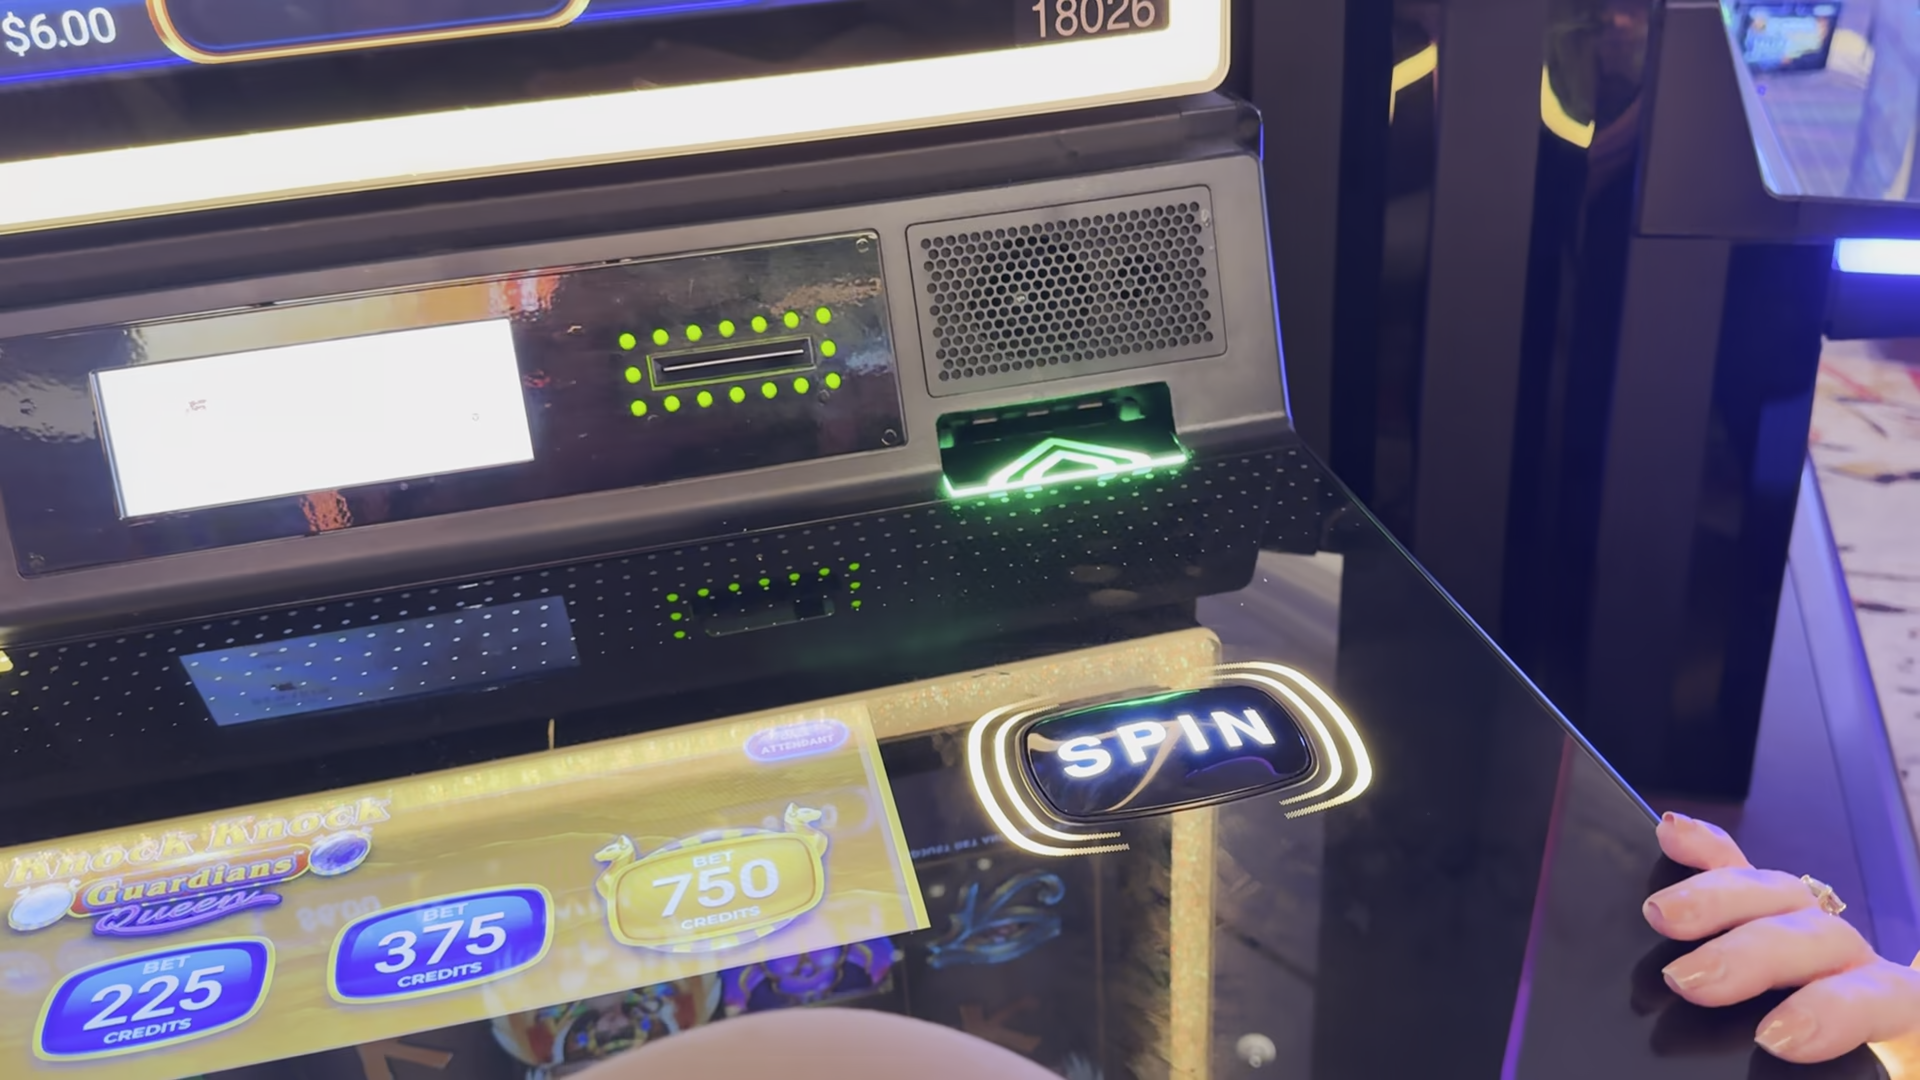 $6.00
18026
SPIN
ATTENDANT
Knock Knock
Guardians
Queen
BET
750
CREDITS
BET
375
CREDITS
BET
225
CREDITS